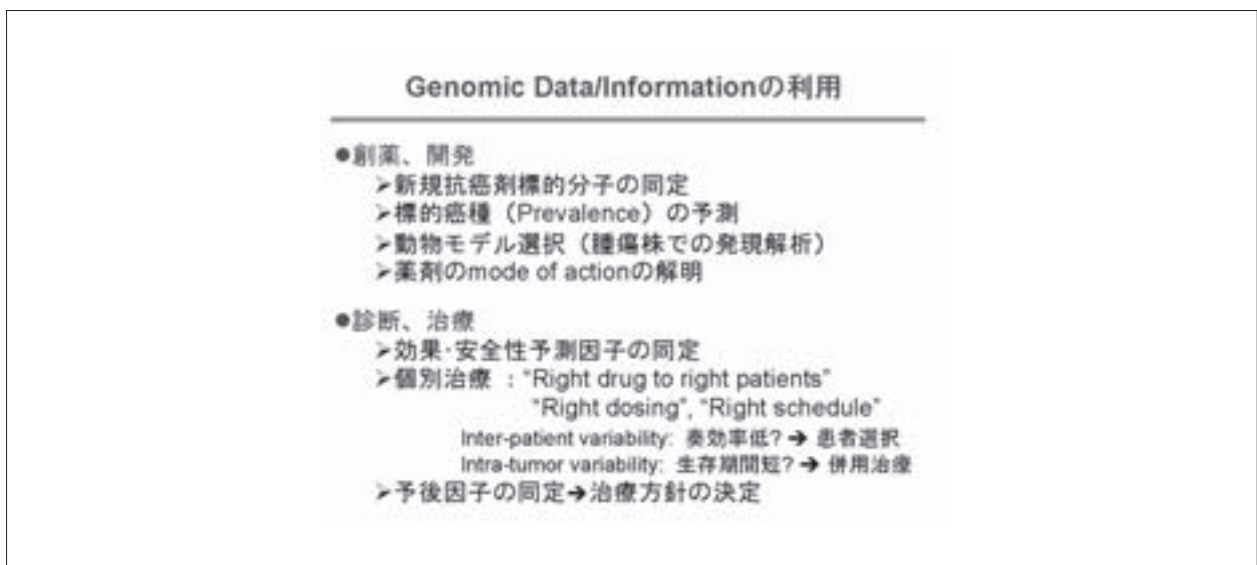 Genomic Data/Informationの利用
●創薬、開発
➢新規抗癌剤標的分子の同定
➢標的癌種（Prevalence）の予測
➢動物モデル選択（腫瘍株での発現解析）
➢薬剤のmode of actionの解明
●診断、治療
➢効果･安全性予測因子の同定
➢個別治療 ：“Right drug to right patients”
“Right dosing”, “Right schedule”
Inter-patient variability: 奏効率低? ➔ 患者選択
Intra-tumor variability: 生存期間短? ➔ 併用治療
➢予後因子の同定➔治療方針の決定